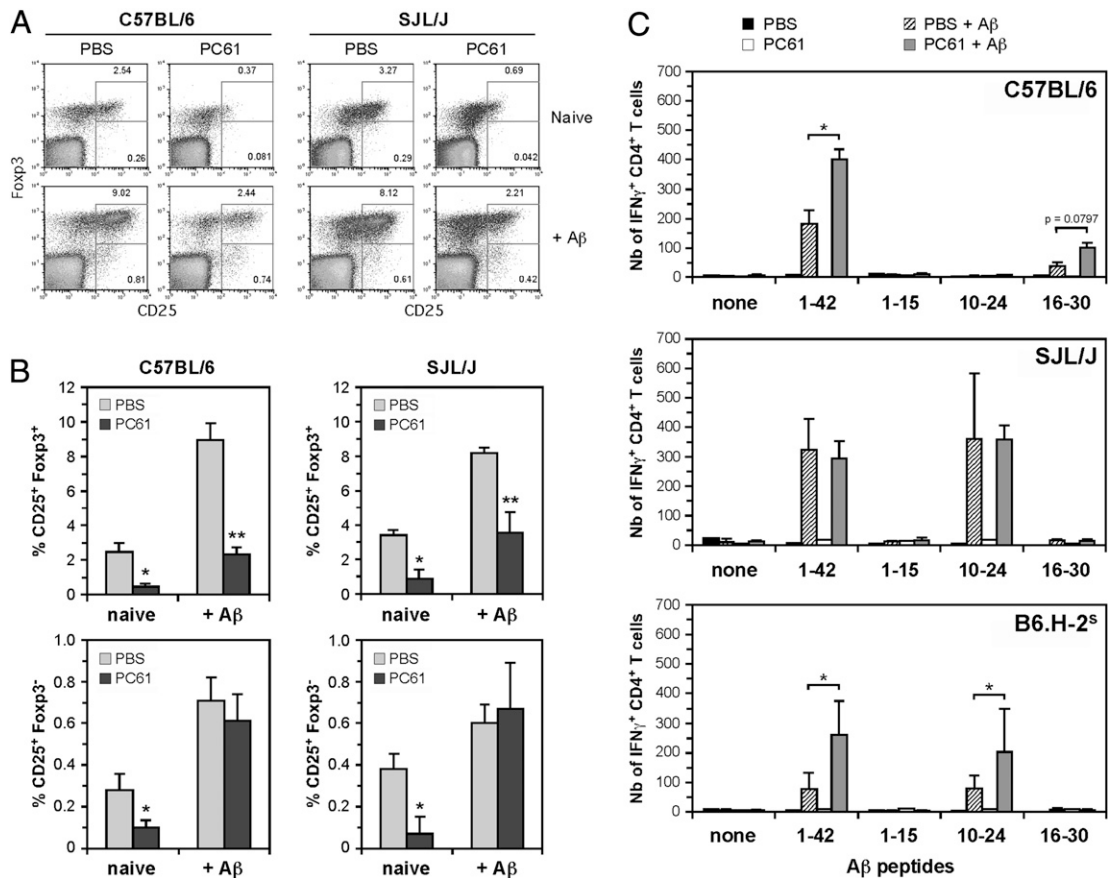 A
C57BL/6
SJL/J
PBS
PC61
PBS
PC61
2.54
0.37
3.27
0.69
0.26
0.081
0.29
0.042
Naive
9.02
2.44
8.12
2.21
0.81
0.74
0.61
0.42
+ Aβ
Foxp3
CD25
CD25
B
C57BL/6
SJL/J
% CD25⁺ Foxp3⁺
12
10
8
6
4
2
0
PBS
PC61
*
**
naive
+ Aβ
% CD25⁺ Foxp3⁺
12
10
8
6
4
2
0
PBS
PC61
*
**
naive
+ Aβ
% CD25⁺ Foxp3⁻
1.0
0.8
0.6
0.4
0.2
0
PBS
PC61
*
naive
+ Aβ
% CD25⁺ Foxp3⁻
1.0
0.8
0.6
0.4
0.2
0
PBS
PC61
*
naive
+ Aβ
C
PBS
PBS + Aβ
PC61
PC61 + Aβ
C57BL/6
Nb of IFNγ⁺ CD4⁺ T cells
700
600
500
400
300
200
100
0
*
p = 0.0797
none 1-42 1-15 10-24 16-30
SJL/J
Nb of IFNγ⁺ CD4⁺ T cells
700
600
500
400
300
200
100
0
none 1-42 1-15 10-24 16-30
B6.H-2ˢ
Nb of IFNγ⁺ CD4⁺ T cells
700
600
500
400
300
200
100
0
*
*
none 1-42 1-15 10-24 16-30
Aβ peptides